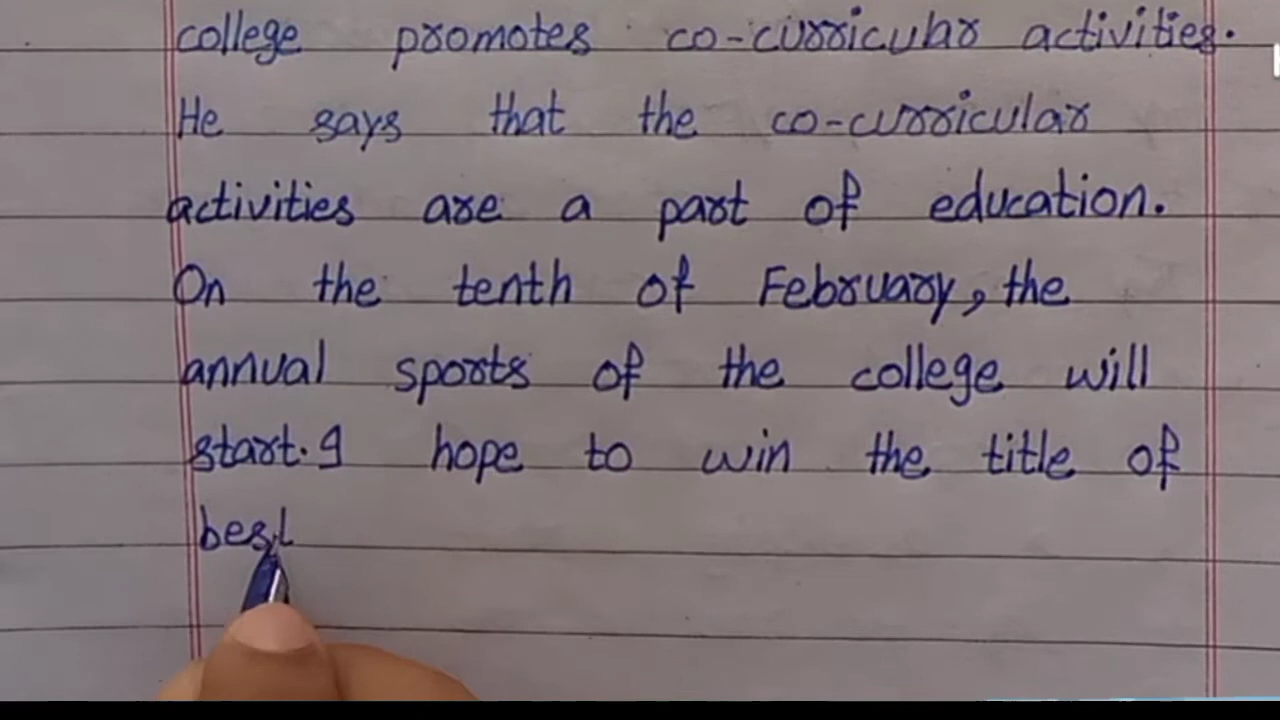 college promotes co-curricular activities.
He says that the co-curricular
activities are a part of education.
On the tenth of February, the
annual sports of the college will
start. I hope to win the title of
best